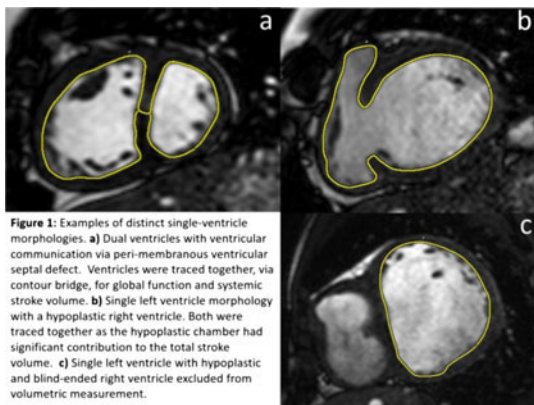 a
b
Figure 1: Examples of distinct single-ventricle
morphologies. a) Dual ventricles with ventricular
communication via peri-membranous ventricular
septal defect. Ventricles were traced together, via
contour bridge, for global function and systemic
stroke volume. b) Single left ventricle morphology
with a hypoplastic right ventricle. Both were
traced together as the hypoplastic chamber had
significant contribution to the total stroke
volume. c) Single left ventricle with hypoplastic
and blind-ended right ventricle excluded from
volumetric measurement.
c